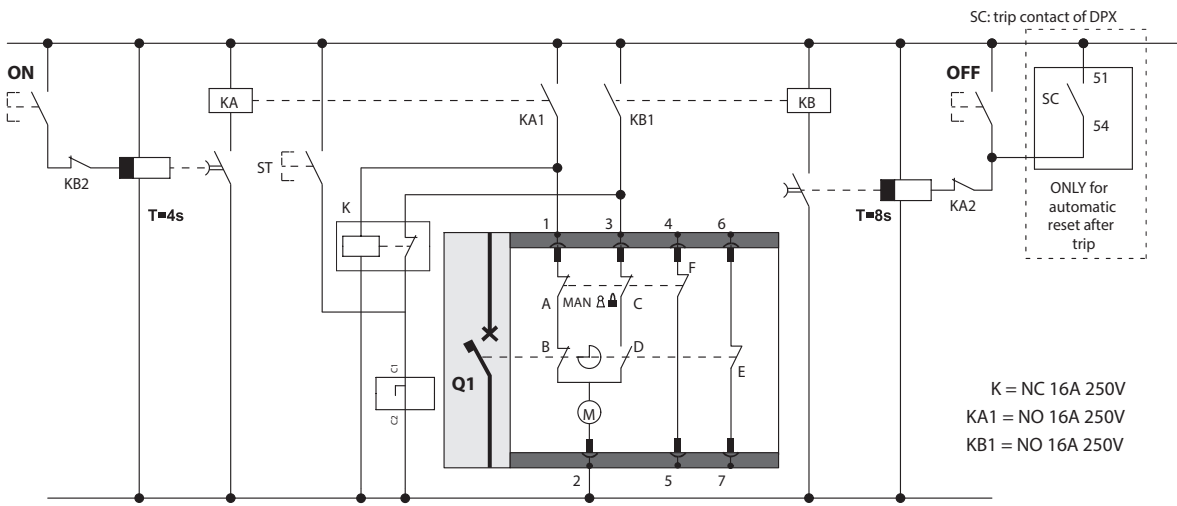 SC: trip contact of DPX
ON
OFF
51
KA
KA1
KB1
KB
SC
54
KB2
ST
T=4s
T=8s
KA2
ONLY for
automatic
reset after
trip
K
1
3
4
6
F
A
MAN
C
B
D
E
Q1
C1
C2
M
2
5
7
K = NC 16A 250V
KA1 = NO 16A 250V
KB1 = NO 16A 250V